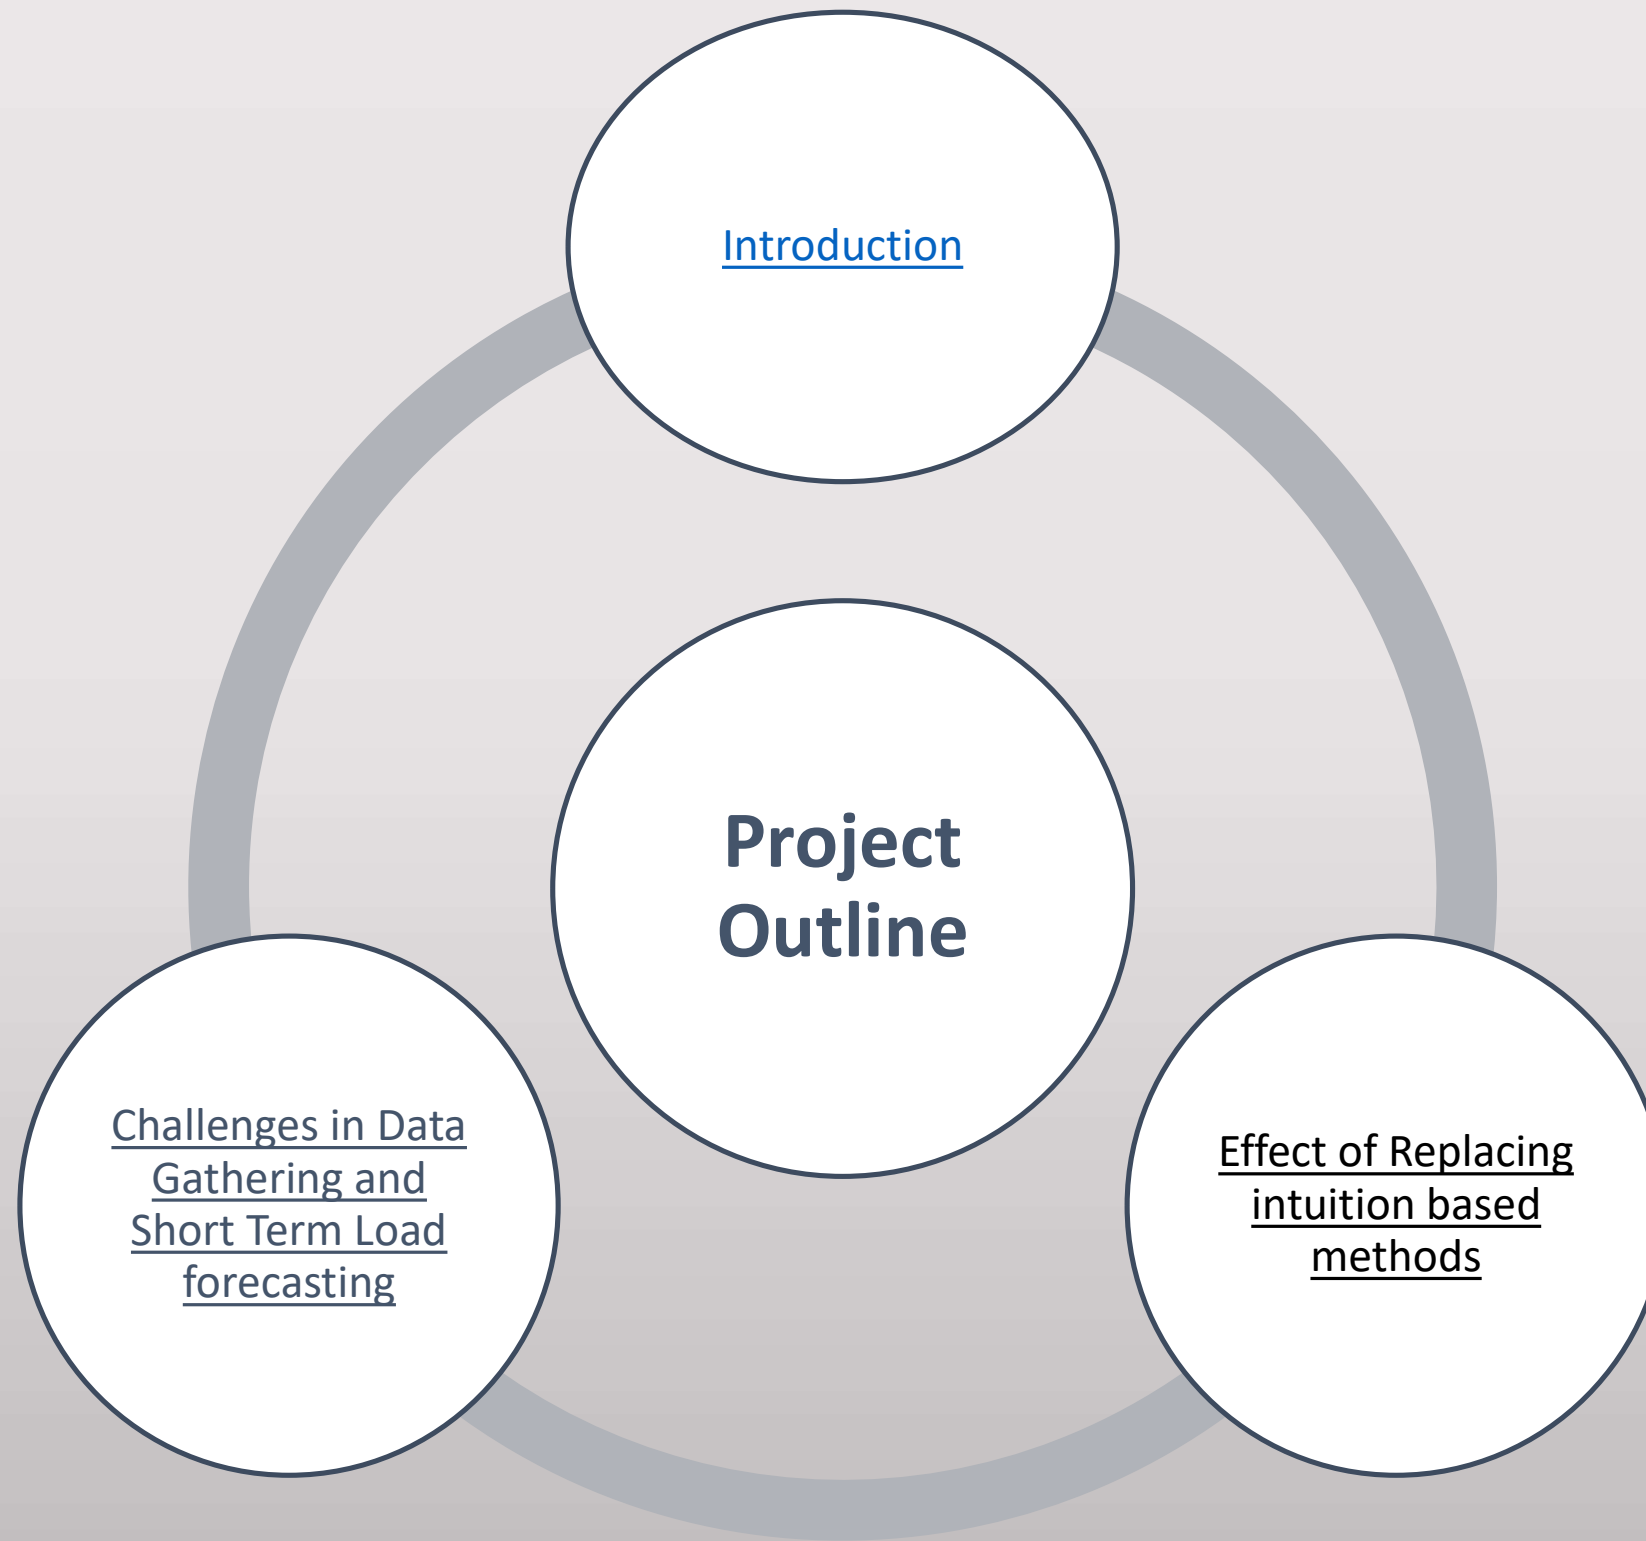 Introduction
Project
Outline
Challenges in Data
Gathering and
Short Term Load
forecasting
Effect of Replacing
intuition based
methods